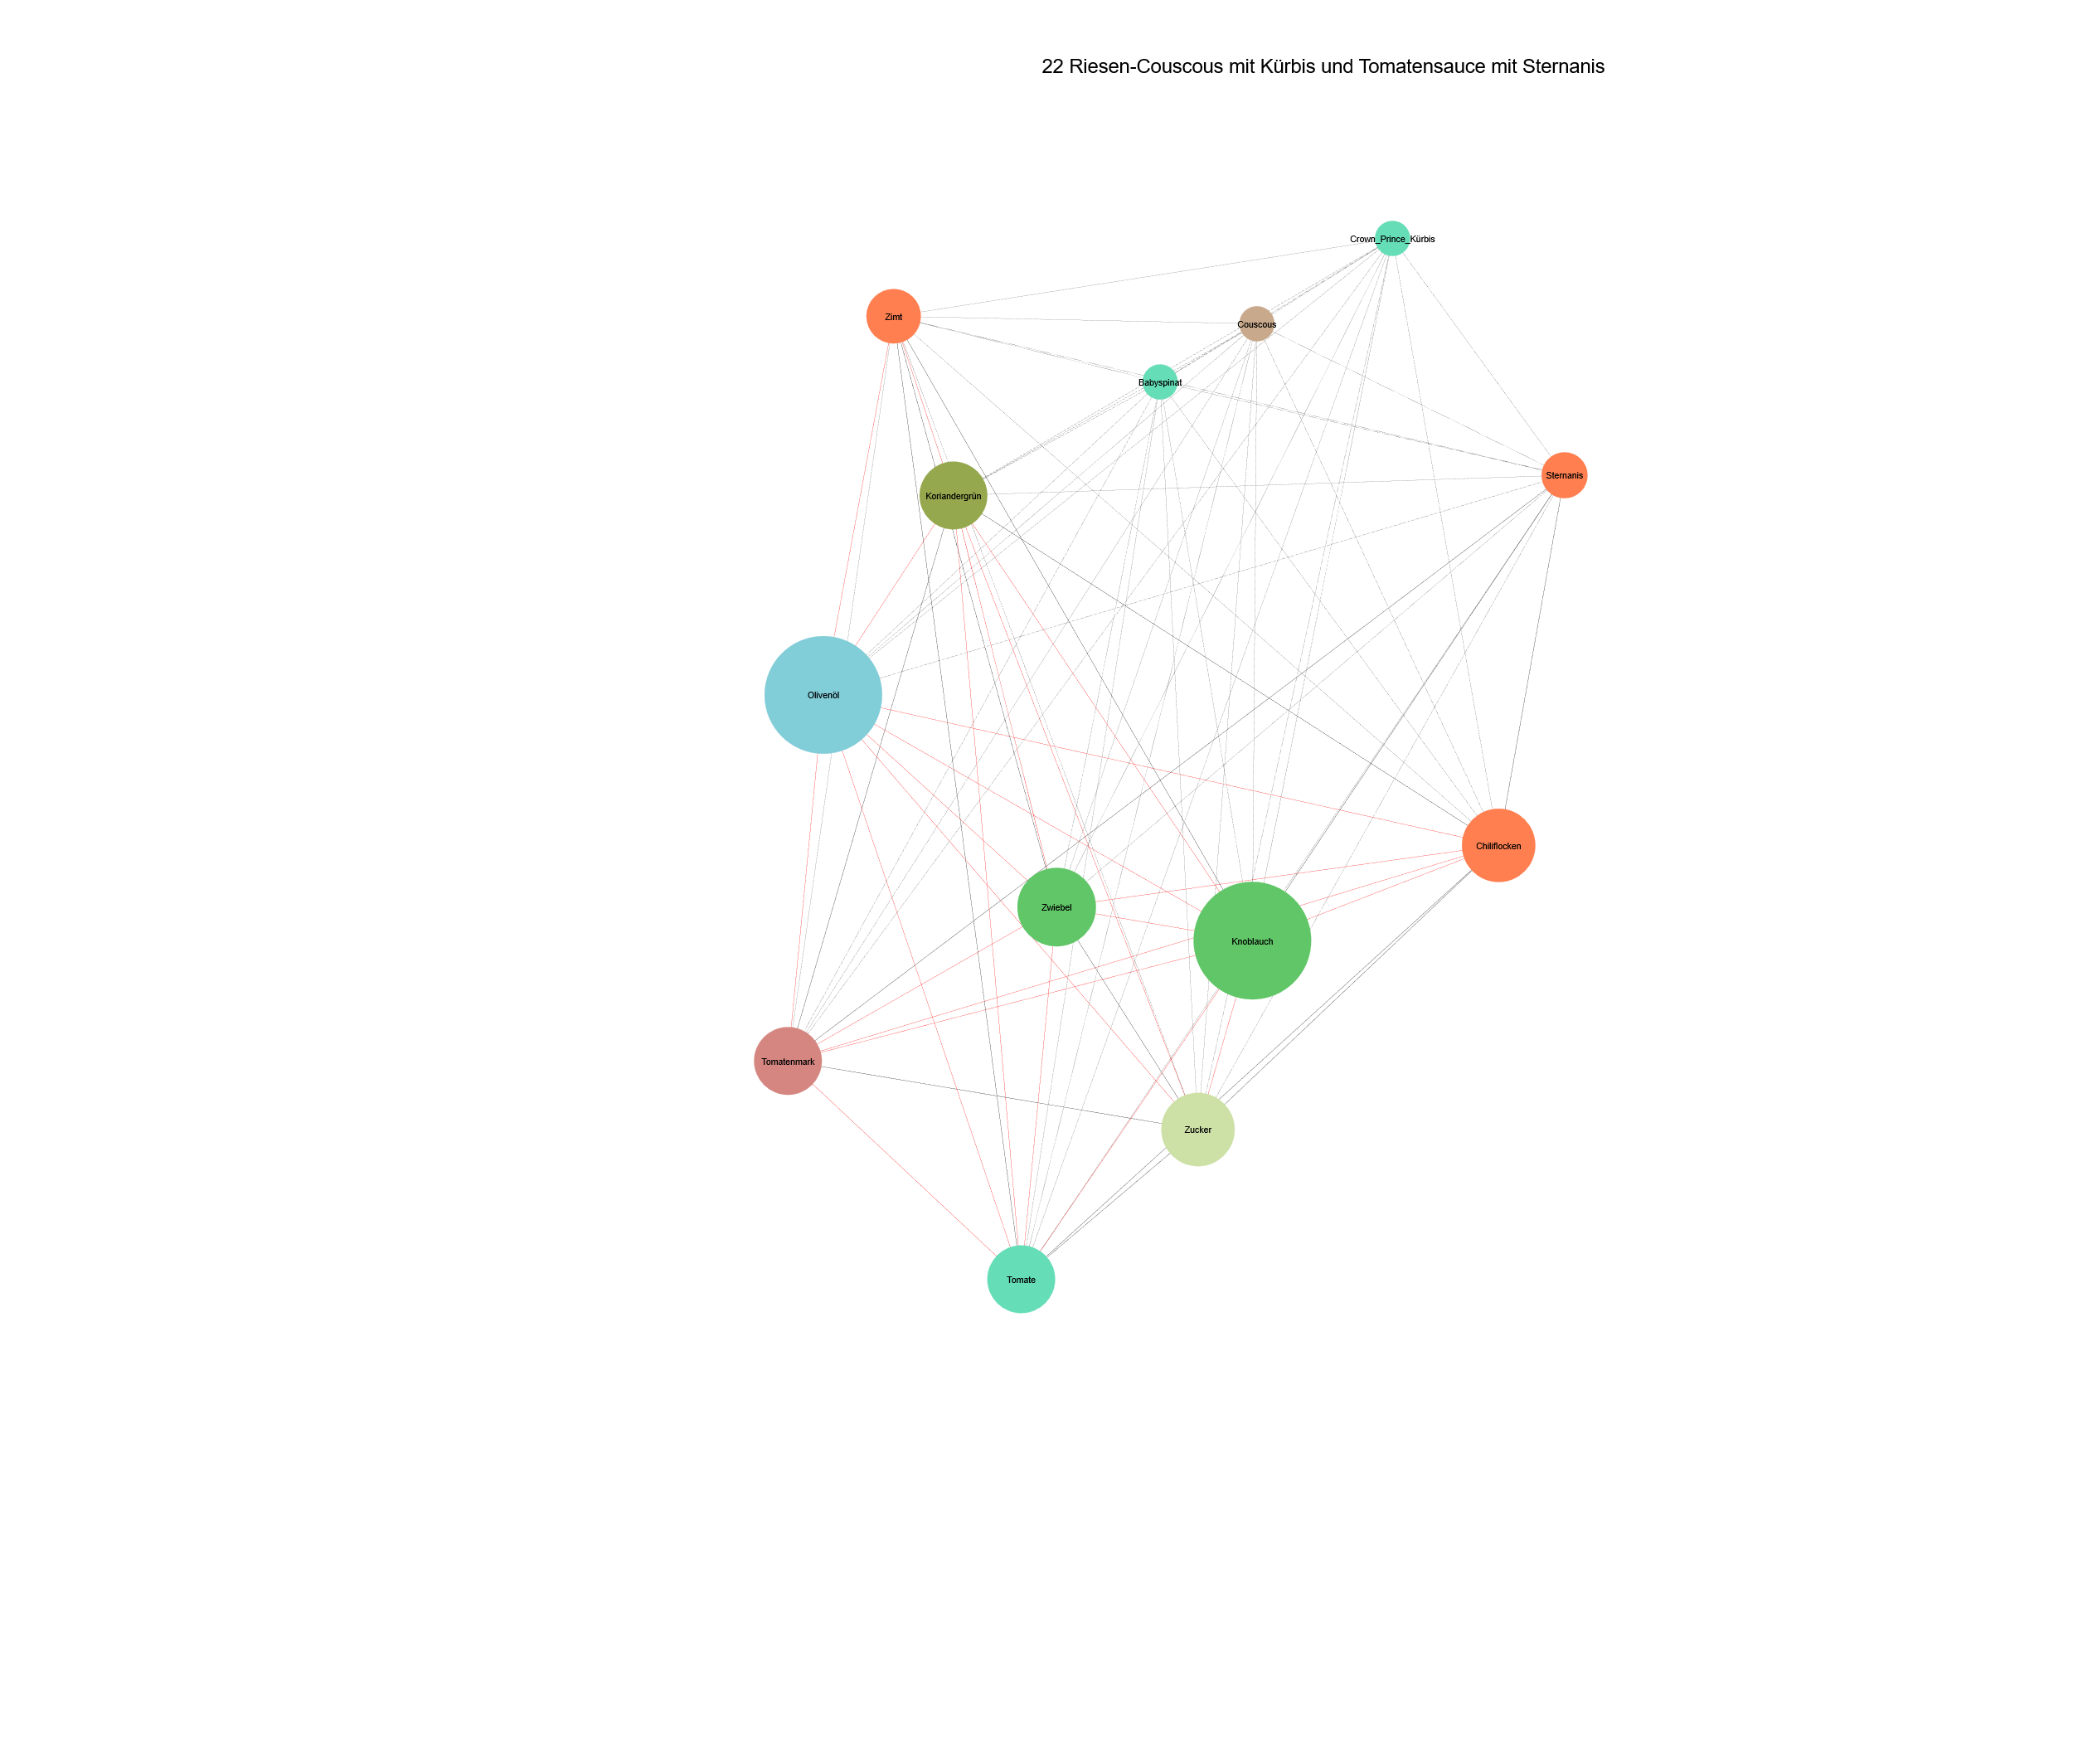 22 Riesen-Couscous mit Kürbis und Tomatensauce mit Sternanis
Crown_Prince_Kürbis
Zimt
Couscous
Babyspinat
Sternanis
Koriandergrün
Olivenöl
Chiliflocken
Zwiebel
Knoblauch
Tomatenmark
Zucker
Tomate